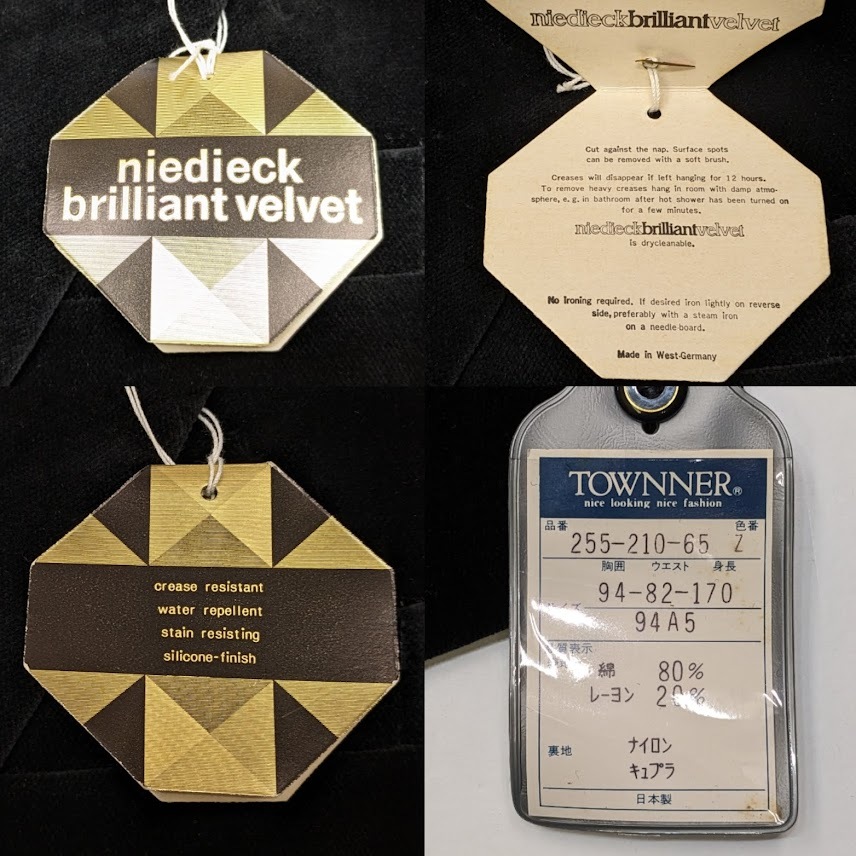 niedieck
brilliant velvet
niedieckbrilliantvelvet
Cut against the nap. Surface spots
can be removed with a soft brush.
Creases will disappear if left hanging for 12 hours.
To remove heavy creases hang in room with damp atmo-
sphere, e. g. in bathroom after hot shower has been turned on
for a few minutes.
niedieckbrilliantvelvet
is drycleanable.
No ironing required. If desired iron lightly on reverse
side, preferably with a steam iron
on a needle-board.
Made in West-Germany
crease resistant
water repellent
stain resisting
silicone-finish
TOWNNER®
nice looking nice fashion
品番 色番
255-210-65 Z
胸囲 ウエスト 身長
94-82-170
イズ
94A5
質表示
綿 80%
レーヨン 20%
裏地 ナイロン
キュプラ
日本製